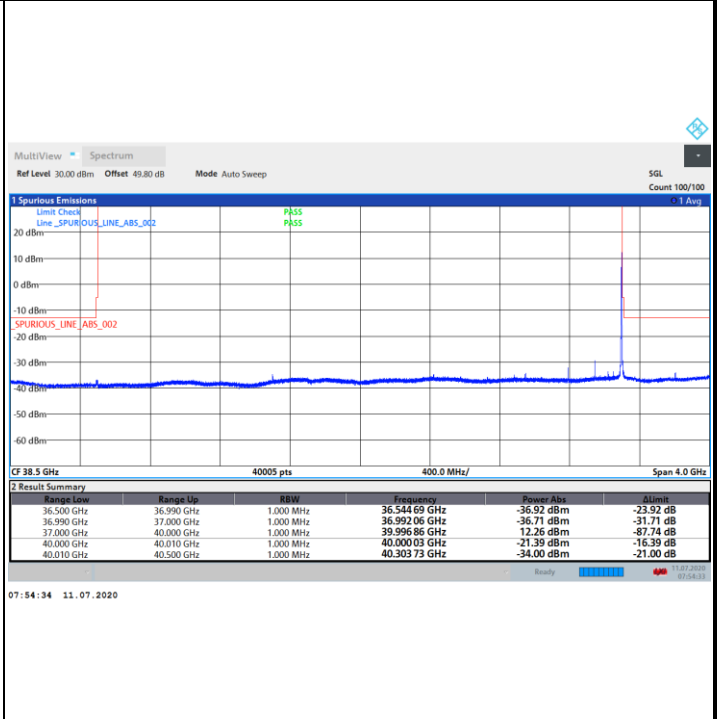 MultiView Spectrum
Ref Level 30.00 dBm Offset 49.80 dB Mode Auto Sweep SGL
Count 100/100
1 Spurious Emissions 1 Avg
Limit Check PASS
Line _SPURIOUS_LINE_ABS_002 PASS
20 dBm
10 dBm
0 dBm
-10 dBm
_SPURIOUS_LINE_ABS_002
-20 dBm
-30 dBm
-40 dBm
-50 dBm
-60 dBm
CF 38.5 GHz 40005 pts 400.0 MHz/ Span 4.0 GHz
2 Result Summary
Range Low Range Up RBW Frequency Power Abs ΔLimit
36.500 GHz 36.990 GHz 1.000 MHz 36.544 69 GHz -36.92 dBm -23.92 dB
36.990 GHz 37.000 GHz 1.000 MHz 36.992 06 GHz -36.71 dBm -31.71 dB
37.000 GHz 40.000 GHz 1.000 MHz 39.996 86 GHz 12.26 dBm -87.74 dB
40.000 GHz 40.010 GHz 1.000 MHz 40.000 03 GHz -21.39 dBm -16.39 dB
40.010 GHz 40.500 GHz 1.000 MHz 40.303 73 GHz -34.00 dBm -21.00 dB
Ready 11.07.2020
07:54:33
07:54:34 11.07.2020